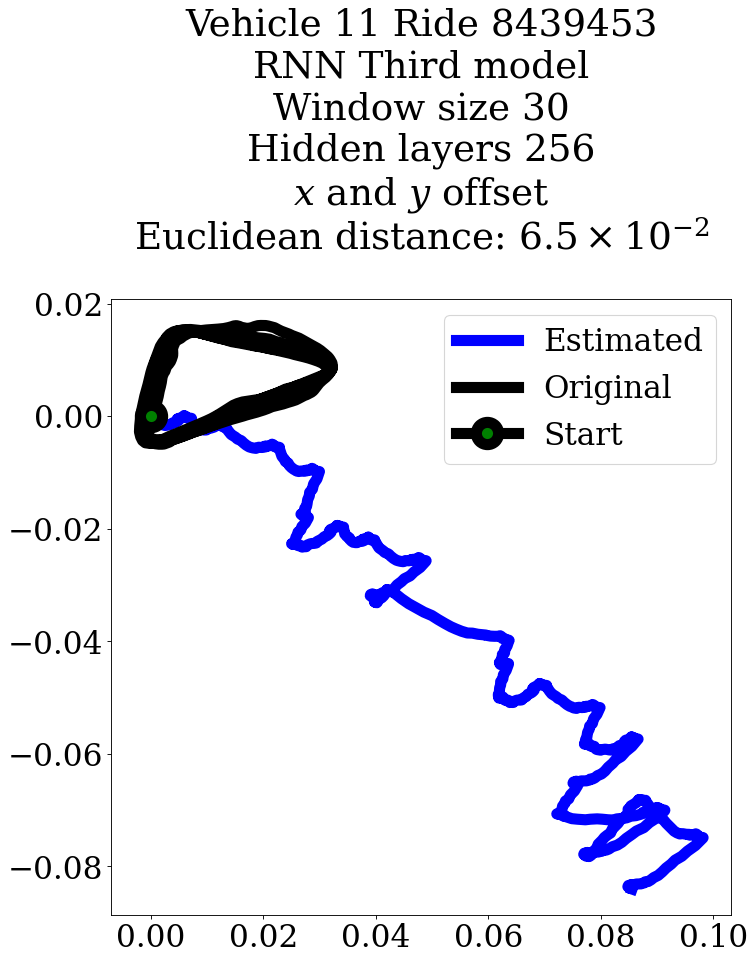 Vehicle 11 Ride 8439453
RNN Third model
Window size 30
Hidden layers 256
x and y offset
Euclidean distance: 6.5 × 10⁻²
0.02
0.00
−0.02
−0.04
−0.06
−0.08
Estimated
Original
Start
0.00 0.02 0.04 0.06 0.08 0.10